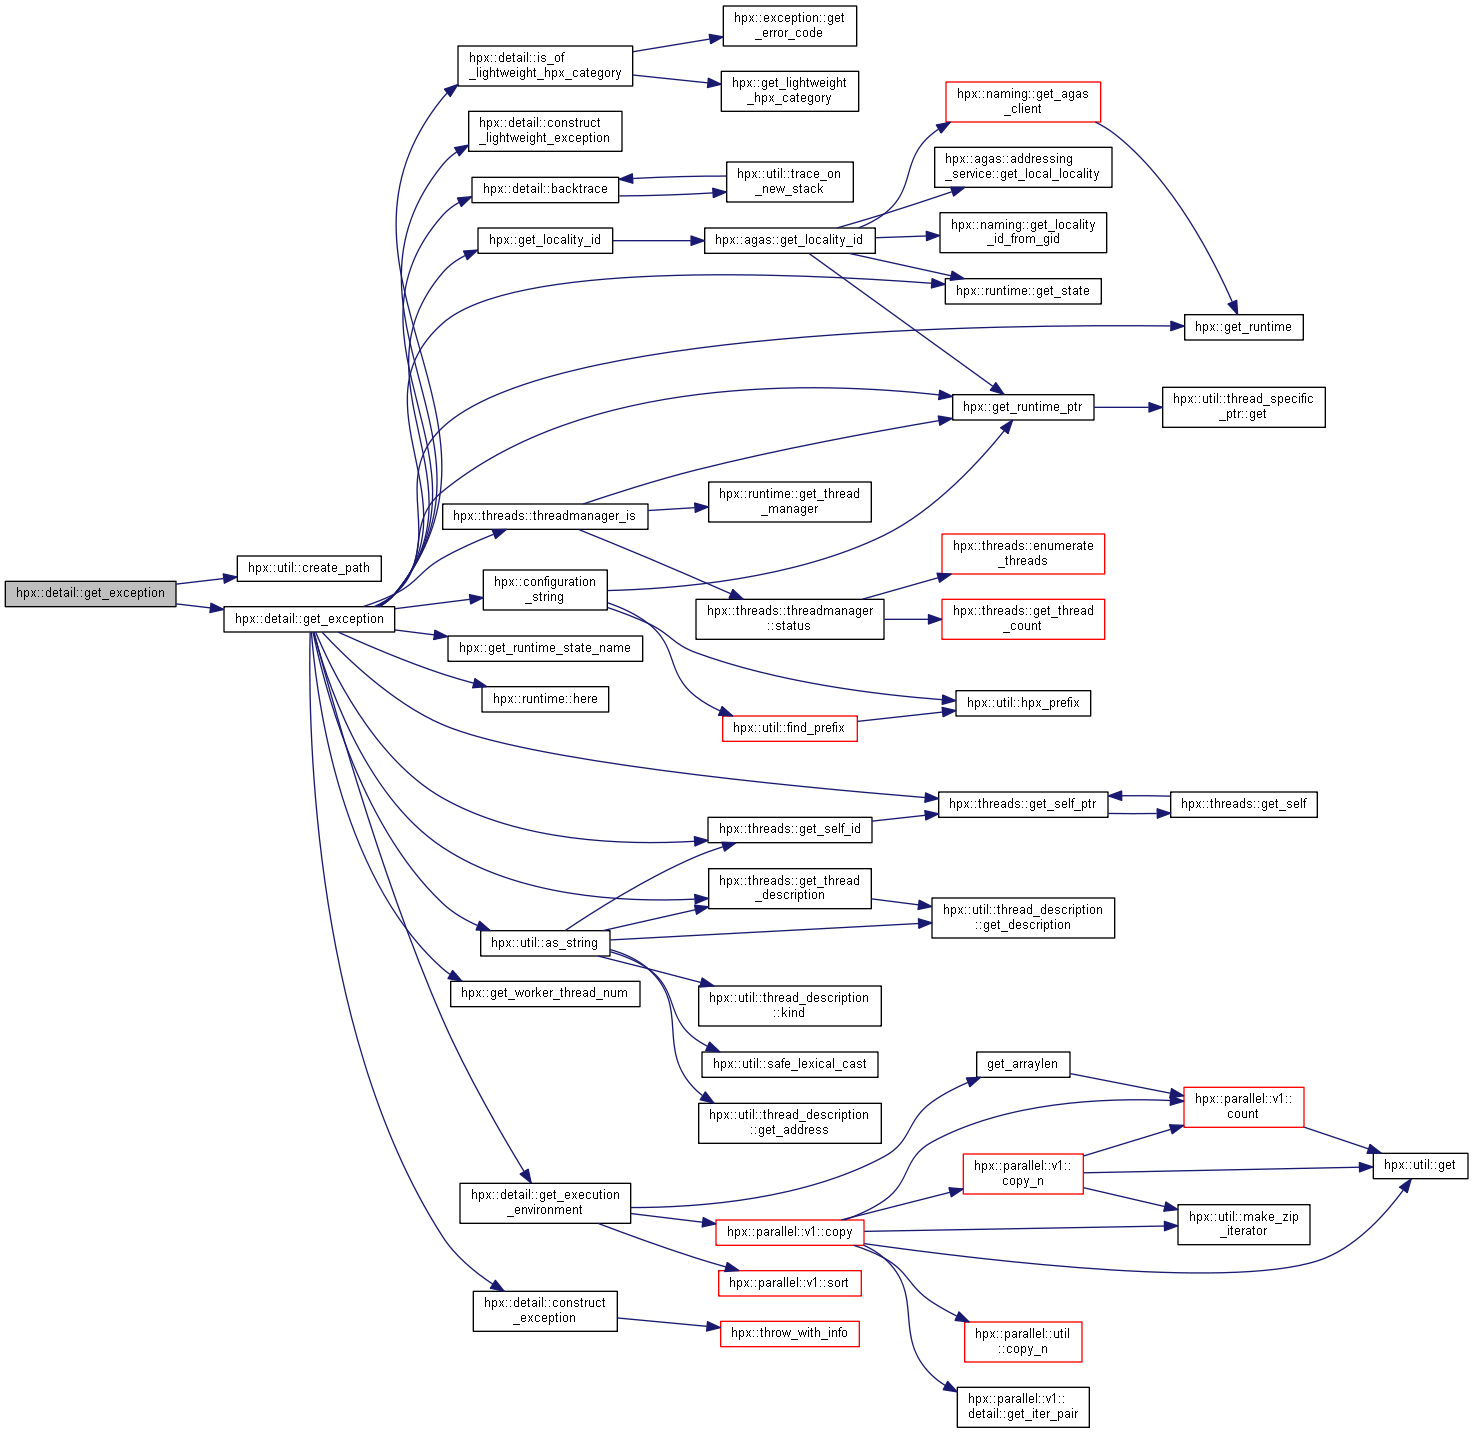 hpx::exception::get
_error_code
hpx::detail::is_of
_lightweight_hpx_category
hpx::get_lightweight
_hpx_category
hpx::naming::get_agas
_client
hpx::detail::construct
_lightweight_exception
hpx::agas::addressing
_service::get_local_locality
hpx::util::trace_on
_new_stack
hpx::detail::backtrace
hpx::naming::get_locality
_id_from_gid
hpx::get_locality_id
hpx::agas::get_locality_id
hpx::runtime::get_state
hpx::get_runtime
hpx::get_runtime_ptr
hpx::util::thread_specific
_ptr::get
hpx::runtime::get_thread
_manager
hpx::threads::threadmanager_is
hpx::threads::enumerate
_threads
hpx::util::create_path
hpx::configuration
_string
hpx::detail::get_exception
hpx::detail::get_exception
hpx::threads::threadmanager
::status
hpx::threads::get_thread
_count
hpx::get_runtime_state_name
hpx::runtime::here
hpx::util::hpx_prefix
hpx::util::find_prefix
hpx::threads::get_self_ptr
hpx::threads::get_self
hpx::threads::get_self_id
hpx::threads::get_thread
_description
hpx::util::thread_description
::get_description
hpx::util::as_string
hpx::get_worker_thread_num
hpx::util::thread_description
::kind
hpx::util::safe_lexical_cast
get_arraylen
hpx::parallel::v1::
count
hpx::util::thread_description
::get_address
hpx::util::get
hpx::parallel::v1::
copy_n
hpx::detail::get_execution
_environment
hpx::util::make_zip
_iterator
hpx::parallel::v1::copy
hpx::parallel::v1::sort
hpx::detail::construct
_exception
hpx::throw_with_info
hpx::parallel::util
::copy_n
hpx::parallel::v1::
detail::get_iter_pair